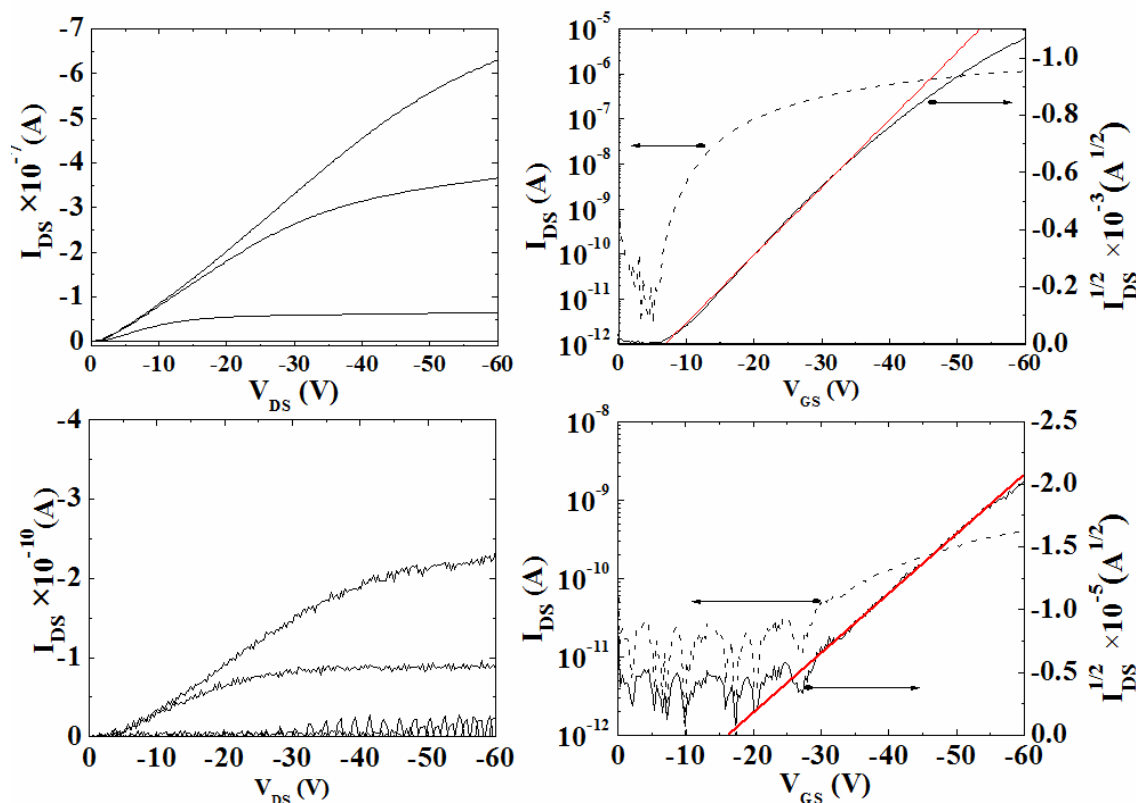 -7
-6
-5
-4
-3
-2
-1
0
I_DS ×10^-7 (A)
0 -10 -20 -30 -40 -50 -60
V_DS (V)
10^-5
10^-6
10^-7
10^-8
10^-9
10^-10
10^-11
10^-12
I_DS (A)
-1.0
-0.8
-0.6
-0.4
-0.2
0.0
I_DS^1/2 ×10^-3 (A^1/2)
0 -10 -20 -30 -40 -50 -60
V_GS (V)
-4
-3
-2
-1
0
I_DS ×10^-10 (A)
0 -10 -20 -30 -40 -50 -60
V_DS (V)
10^-8
10^-9
10^-10
10^-11
10^-12
I_DS (A)
-2.5
-2.0
-1.5
-1.0
-0.5
0.0
I_DS^1/2 ×10^-5 (A^1/2)
0 -10 -20 -30 -40 -50 -60
V_GS (V)